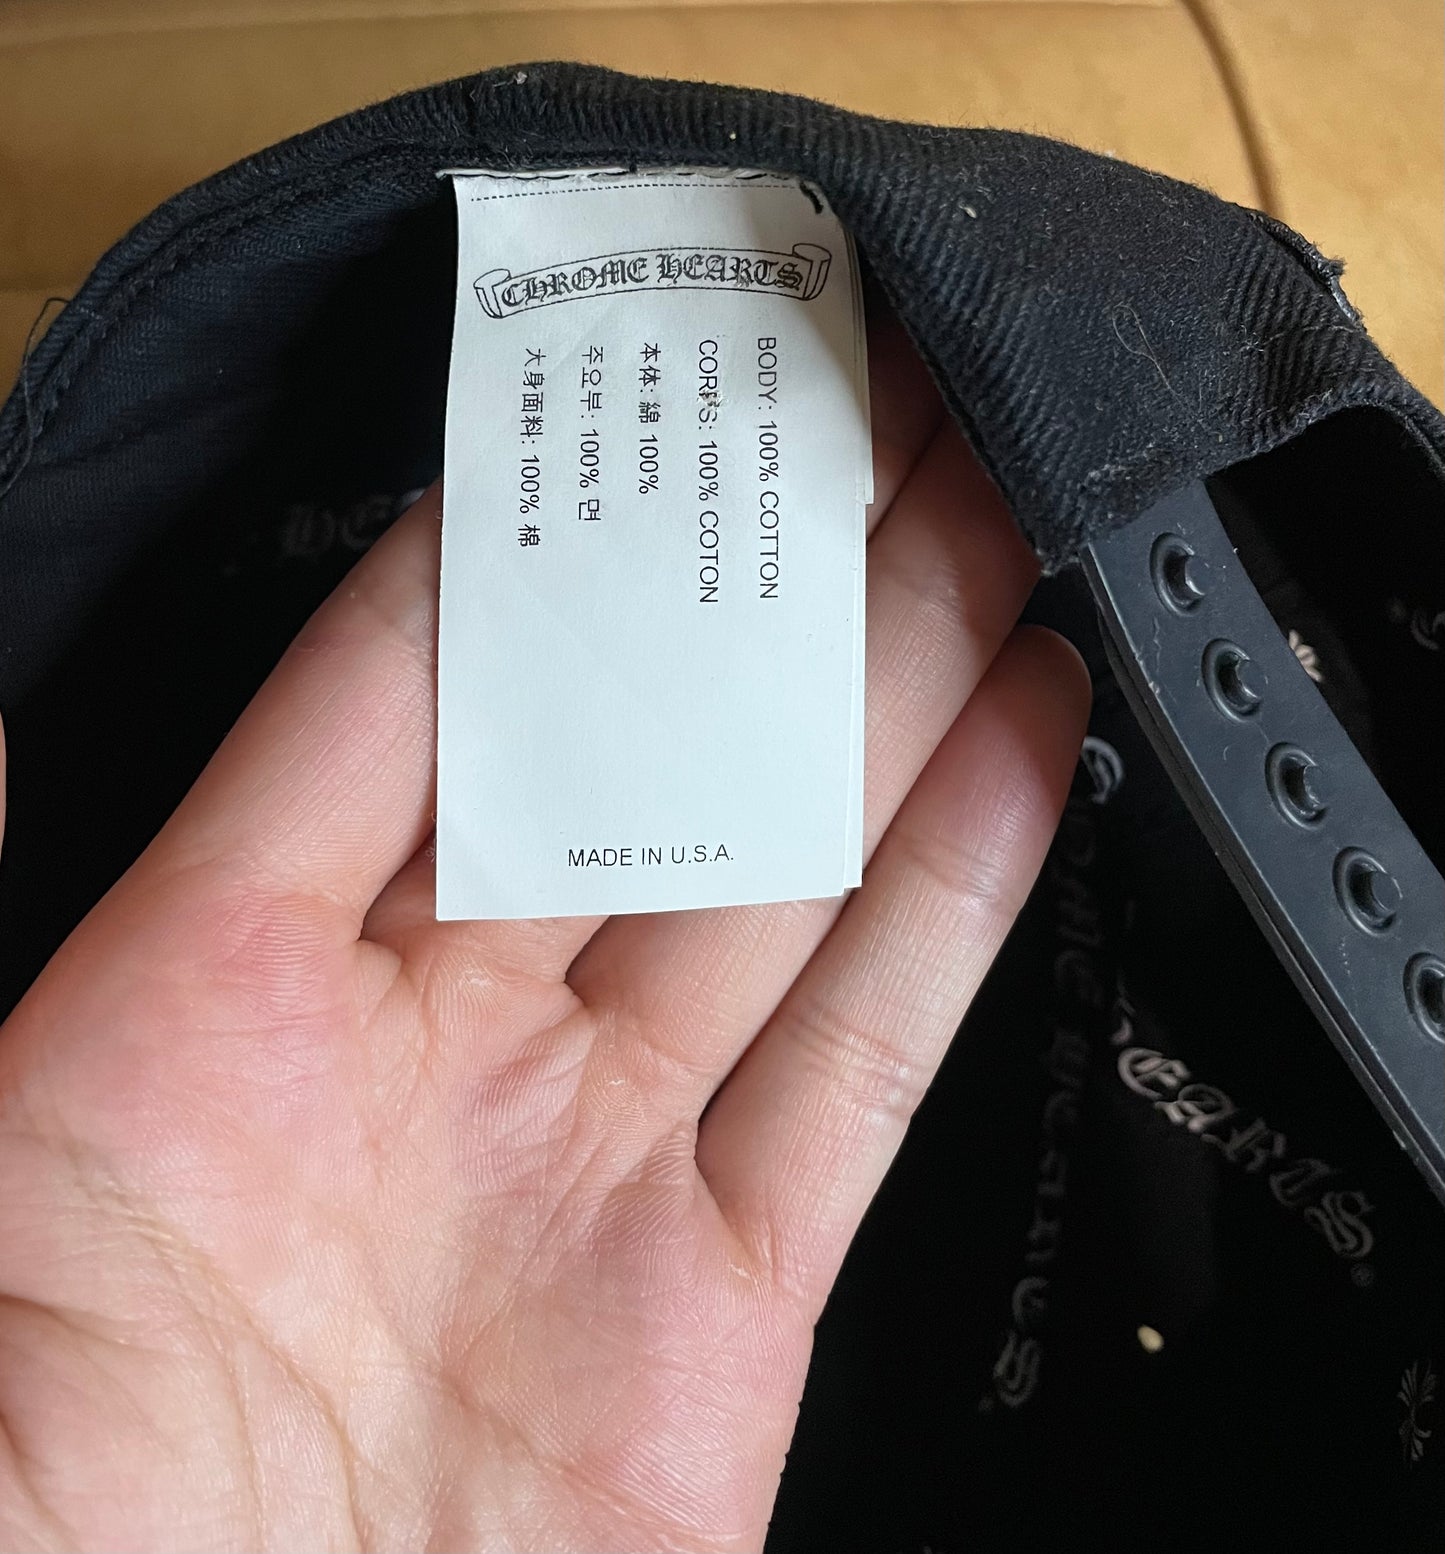 CHROME HEARTS
BODY: 100% COTTON
CORPS: 100% COTON
本体: 綿 100%
주요부: 100% 면
大身面料: 100% 棉
MADE IN U.S.A.
EARTS